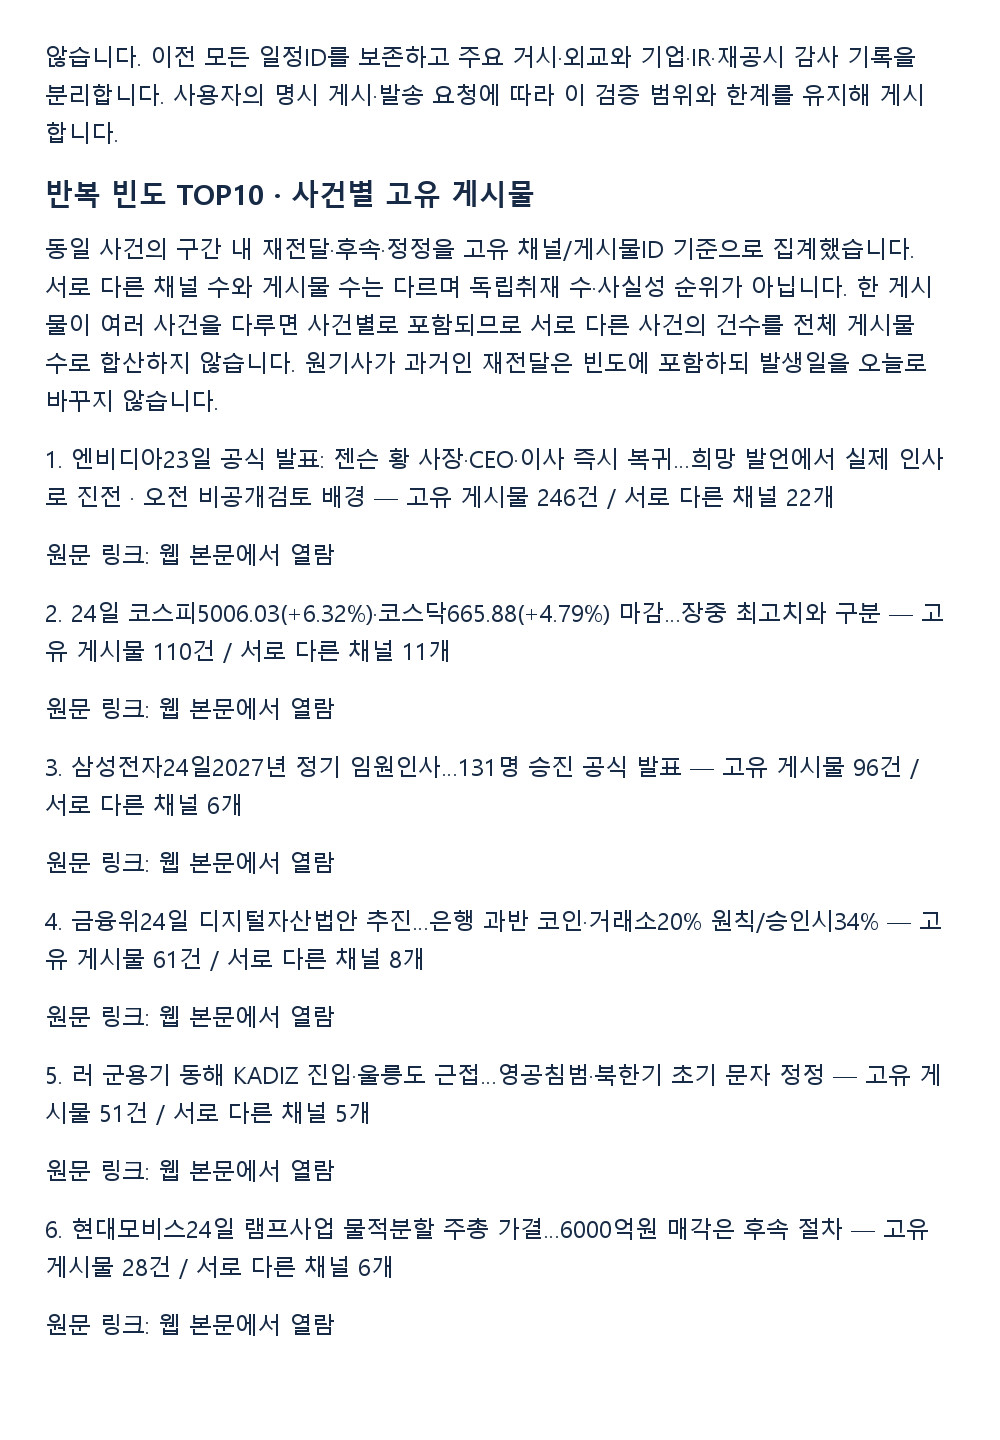 않습니다. 이전 모든 일정ID를 보존하고 주요 거시·외교와 기업·IR·재공시 감사 기록을
분리합니다. 사용자의 명시 게시·발송 요청에 따라 이 검증 범위와 한계를 유지해 게시
합니다.
반복 빈도 TOP10 · 사건별 고유 게시물
동일 사건의 구간 내 재전달·후속·정정을 고유 채널/게시물ID 기준으로 집계했습니다.
서로 다른 채널 수와 게시물 수는 다르며 독립취재 수·사실성 순위가 아닙니다. 한 게시
물이 여러 사건을 다루면 사건별로 포함되므로 서로 다른 사건의 건수를 전체 게시물
수로 합산하지 않습니다. 원기사가 과거인 재전달은 빈도에 포함하되 발생일을 오늘로
바꾸지 않습니다.
1. 엔비디아23일 공식 발표: 젠슨 황 사장·CEO·이사 즉시 복귀…희망 발언에서 실제 인사
로 진전 · 오전 비공개검토 배경 — 고유 게시물 246건 / 서로 다른 채널 22개
원문 링크: 웹 본문에서 열람
2. 24일 코스피5006.03(+6.32%)·코스닥665.88(+4.79%) 마감…장중 최고치와 구분 — 고
유 게시물 110건 / 서로 다른 채널 11개
원문 링크: 웹 본문에서 열람
3. 삼성전자24일2027년 정기 임원인사…131명 승진 공식 발표 — 고유 게시물 96건 /
서로 다른 채널 6개
원문 링크: 웹 본문에서 열람
4. 금융위24일 디지털자산법안 추진…은행 과반 코인·거래소20% 원칙/승인시34% — 고
유 게시물 61건 / 서로 다른 채널 8개
원문 링크: 웹 본문에서 열람
5. 러 군용기 동해 KADIZ 진입·울릉도 근접…영공침범·북한기 초기 문자 정정 — 고유 게
시물 51건 / 서로 다른 채널 5개
원문 링크: 웹 본문에서 열람
6. 현대모비스24일 램프사업 물적분할 주총 가결…6000억원 매각은 후속 절차 — 고유
게시물 28건 / 서로 다른 채널 6개
원문 링크: 웹 본문에서 열람